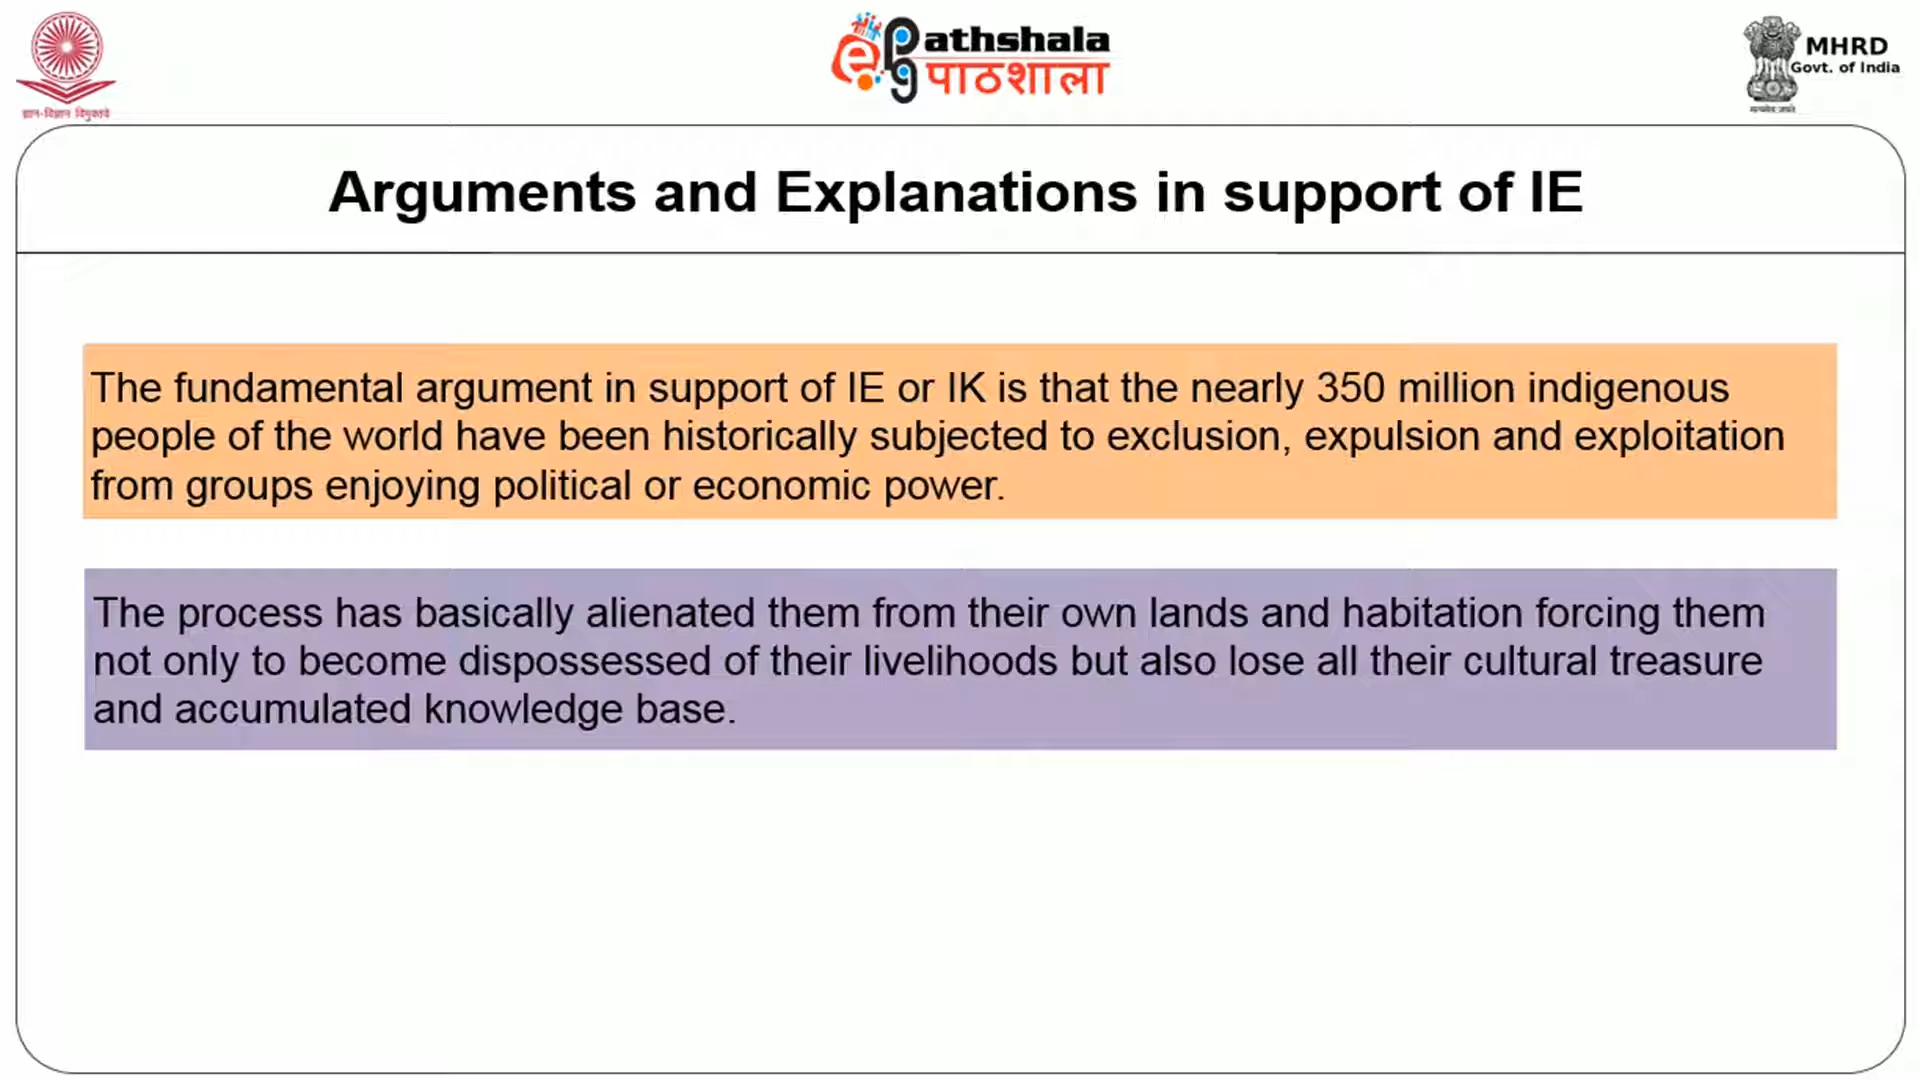 ज्ञान-विज्ञान विमुक्तये
athshala
पाठशाला
MHRD
Govt. of India
सत्यमेव जयते
Arguments and Explanations in support of IE
The fundamental argument in support of IE or IK is that the nearly 350 million indigenous
people of the world have been historically subjected to exclusion, expulsion and exploitation
from groups enjoying political or economic power.
The process has basically alienated them from their own lands and habitation forcing them
not only to become dispossessed of their livelihoods but also lose all their cultural treasure
and accumulated knowledge base.